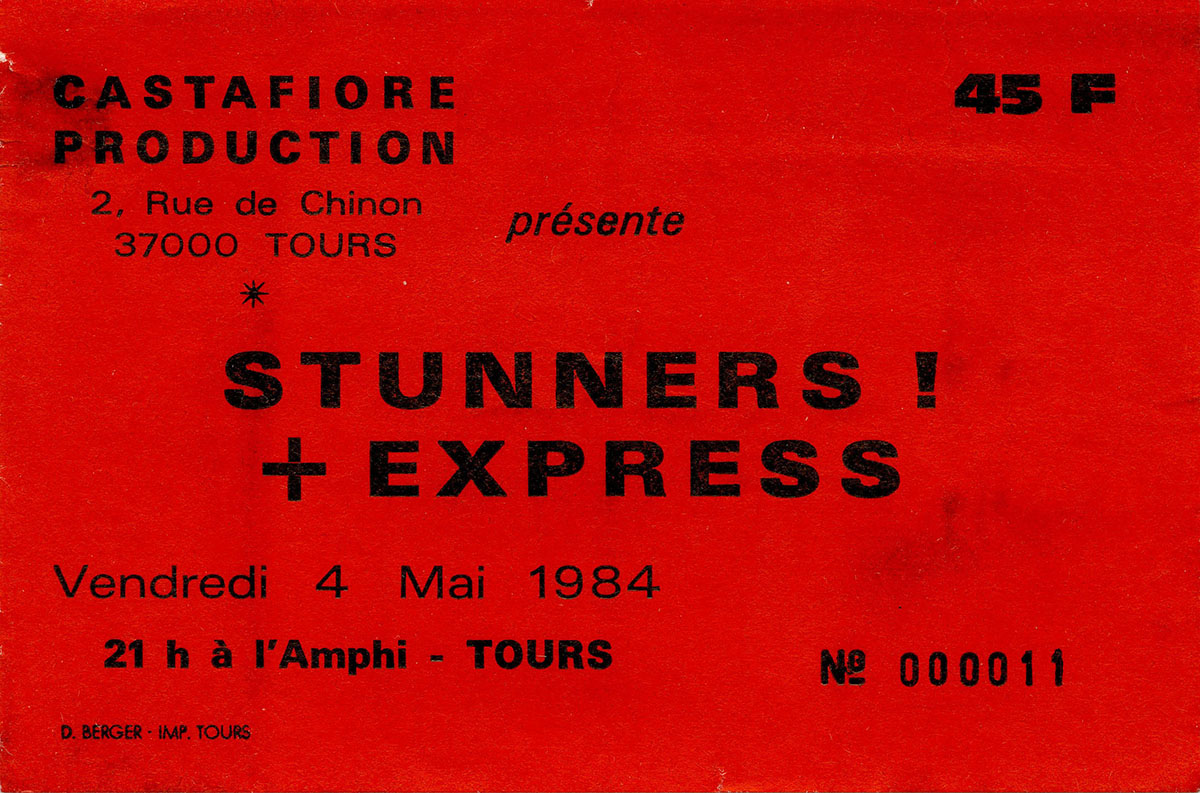 CASTAFIORE
PRODUCTION
2, Rue de Chinon
37000 TOURS
45 F
présente
*
STUNNERS !
+ EXPRESS
Vendredi 4 Mai 1984
21 h à l'Amphi - TOURS
Nº 000011
D. BERGER - IMP. TOURS